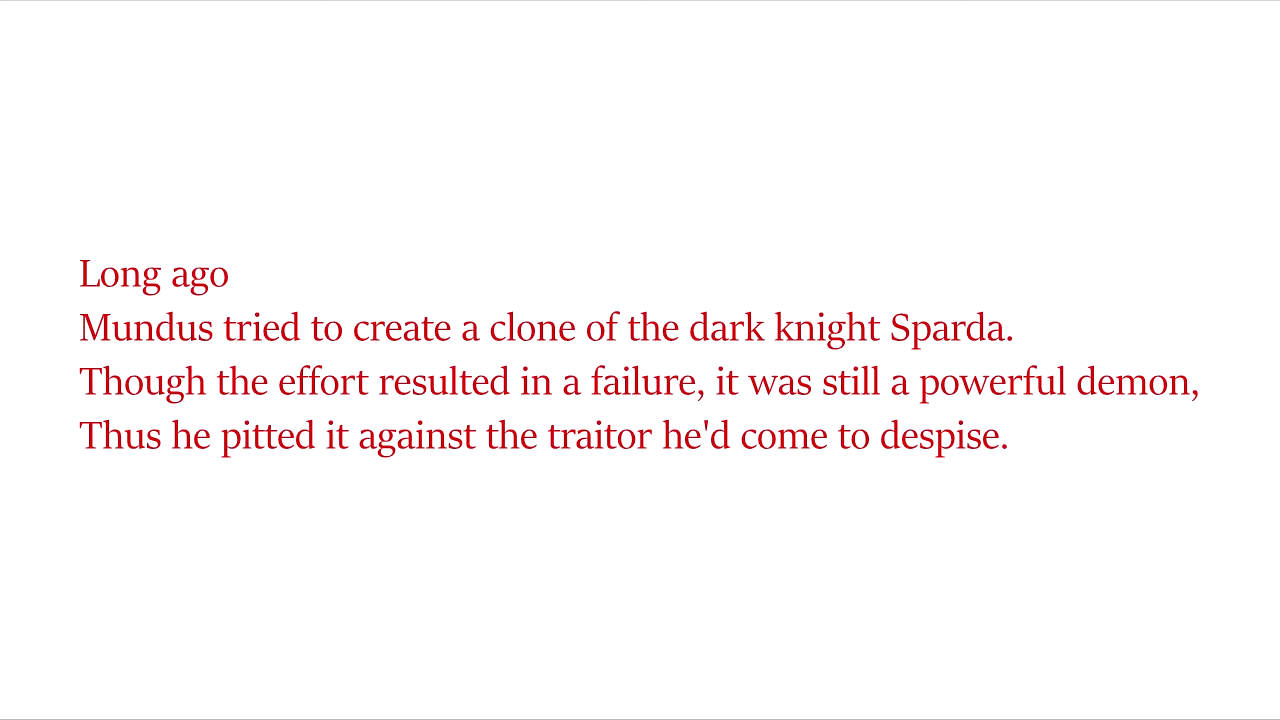 Long ago
Mundus tried to create a clone of the dark knight Sparda.
Though the effort resulted in a failure, it was still a powerful demon,
Thus he pitted it against the traitor he'd come to despise.